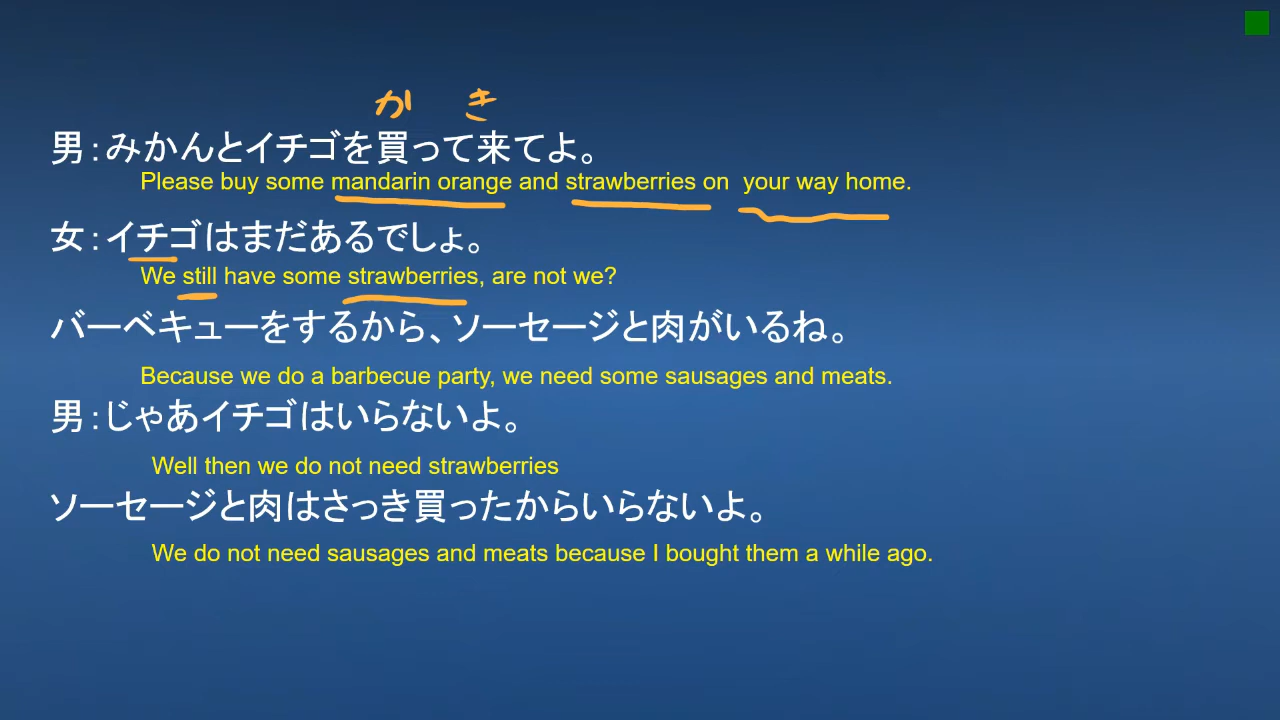 か き
男：みかんとイチゴを買って来てよ。
Please buy some mandarin orange and strawberries on your way home.
女：イチゴはまだあるでしょ。
We still have some strawberries, are not we?
バーベキューをするから、ソーセージと肉がいるね。
Because we do a barbecue party, we need some sausages and meats.
男：じゃあイチゴはいらないよ。
Well then we do not need strawberries
ソーセージと肉はさっき買ったからいらないよ。
We do not need sausages and meats because I bought them a while ago.